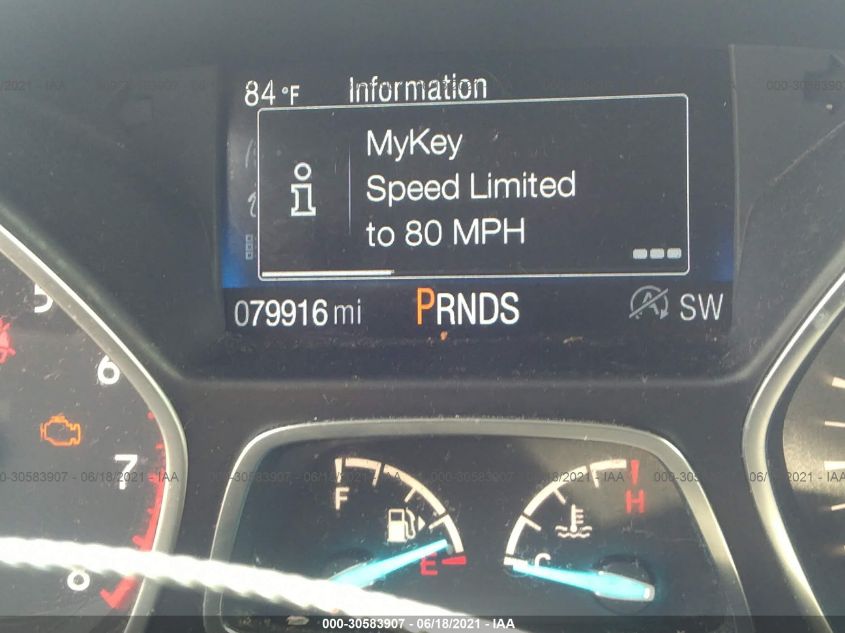 84°F Information
MyKey
Speed Limited
to 80 MPH
079916 mi PRNDS A SW
5
6
7
8
F
E
H
C
000-30583907 - 06/18/2021 - IAA